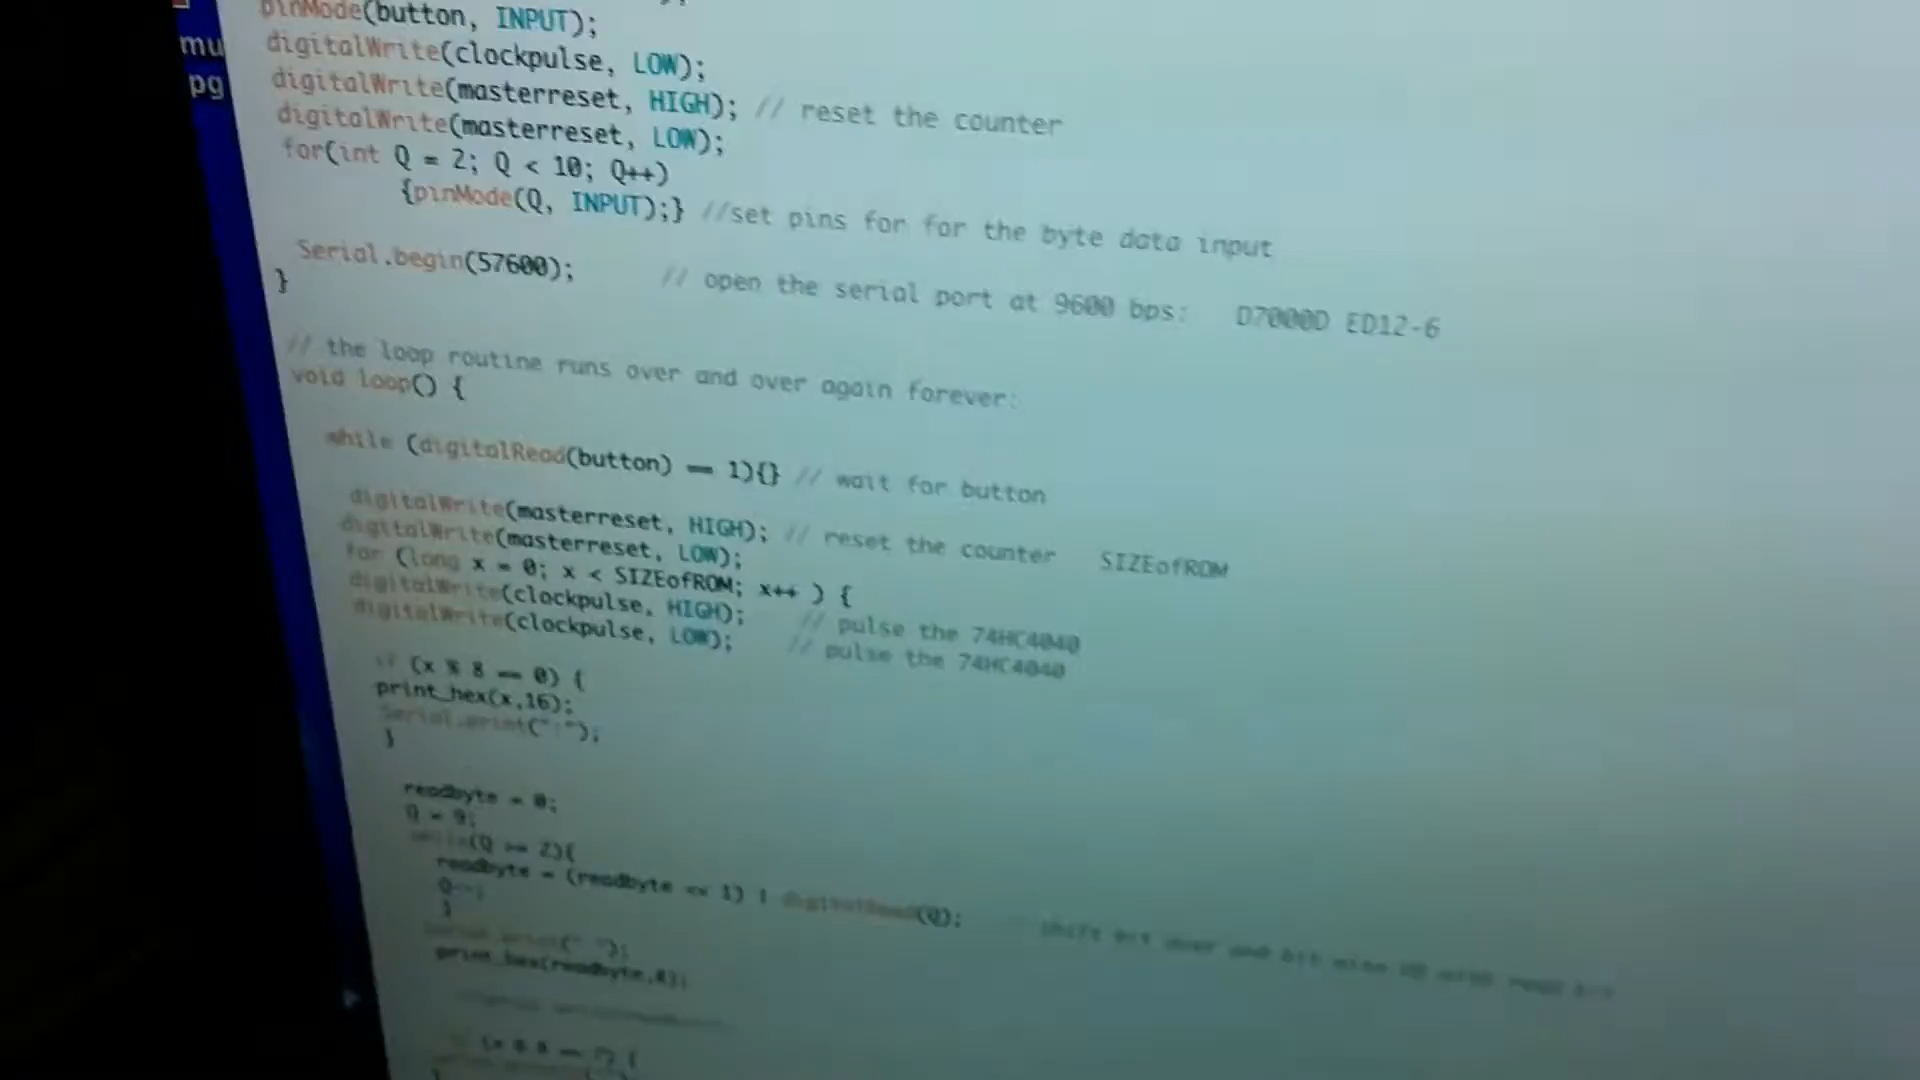 mu
pg
pinMode(button, INPUT);
digitalWrite(clockpulse, LOW);
digitalWrite(masterreset, HIGH); // reset the counter
digitalWrite(masterreset, LOW);
for(int Q = 2; Q < 10; Q++)
{pinMode(Q, INPUT);} //set pins for for the byte data input
Serial.begin(57600); // open the serial port at 9600 bps: D7000D ED12-6
}
// the loop routine runs over and over again forever:
void loop() {
while (digitalRead(button) == 1){} // wait for button
digitalWrite(masterreset, HIGH); // reset the counter SIZEofROM
digitalWrite(masterreset, LOW);
for (long x = 0; x < SIZEofROM; x++ ) {
digitalWrite(clockpulse, HIGH); // pulse the 74HC4040
digitalWrite(clockpulse, LOW); // pulse the 74HC4040
if (x % 8 == 0) {
print_hex(x,16);
Serial.print(":");
}
readbyte = 0;
Q = 9;
while(Q >= 2){
readbyte = (readbyte << 1) | digitalRead(Q);
Q--;
}
Serial.print(" ");
print_hex(readbyte,8);